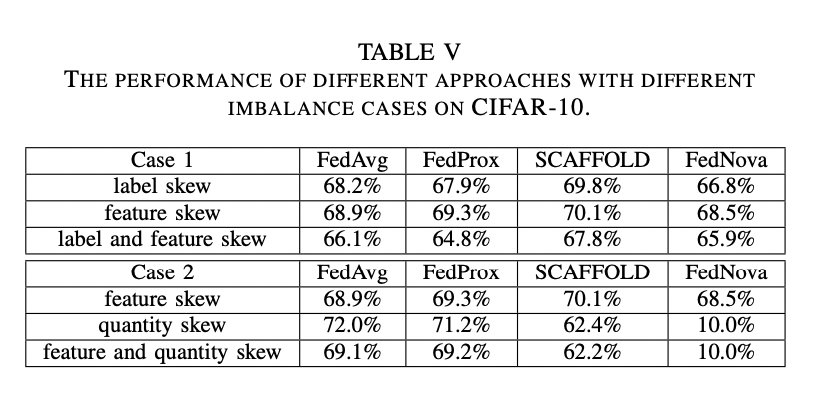 TABLE V
THE PERFORMANCE OF DIFFERENT APPROACHES WITH DIFFERENT
IMBALANCE CASES ON CIFAR-10.
Case 1 FedAvg FedProx SCAFFOLD FedNova
label skew 68.2% 67.9% 69.8% 66.8%
feature skew 68.9% 69.3% 70.1% 68.5%
label and feature skew 66.1% 64.8% 67.8% 65.9%
Case 2 FedAvg FedProx SCAFFOLD FedNova
feature skew 68.9% 69.3% 70.1% 68.5%
quantity skew 72.0% 71.2% 62.4% 10.0%
feature and quantity skew 69.1% 69.2% 62.2% 10.0%